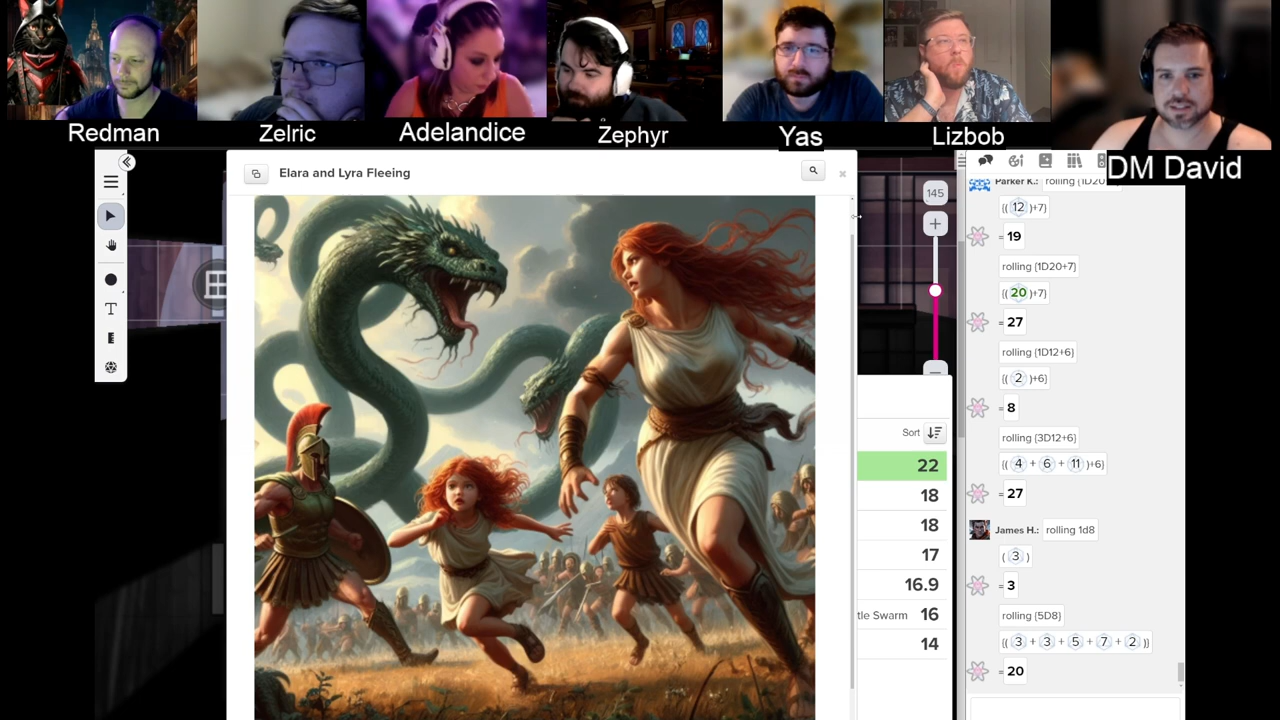 Redman
Zelric
Adelandice
Zephyr
Yas
Lizbob
DM David
Elara and Lyra Fleeing
145
T
Sort
22
18
18
17
16.9
tle Swarm 16
14
Parker K.: rolling {1D20
(( 12 )+7)
= 19
rolling {1D20+7}
(( 20 )+7)
= 27
rolling {1D12+6}
(( 2 )+6)
= 8
rolling {3D12+6}
(( 4 + 6 + 11 )+6)
= 27
James H.: rolling 1d8
( 3 )
= 3
rolling {5D8}
(( 3 + 3 + 5 + 7 + 2 ))
= 20